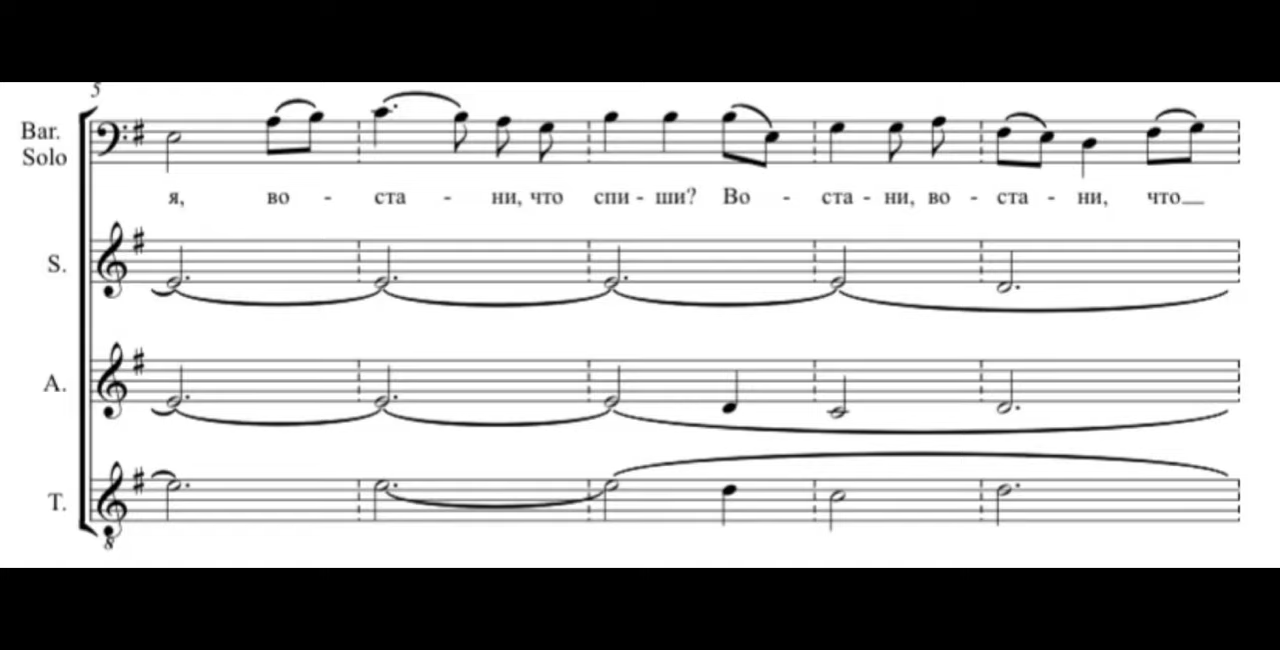 5
Bar.
Solo
я, во - ста - ни, что спи - ши? Во - ста - ни, во - ста - ни, что
S.
A.
T.
8